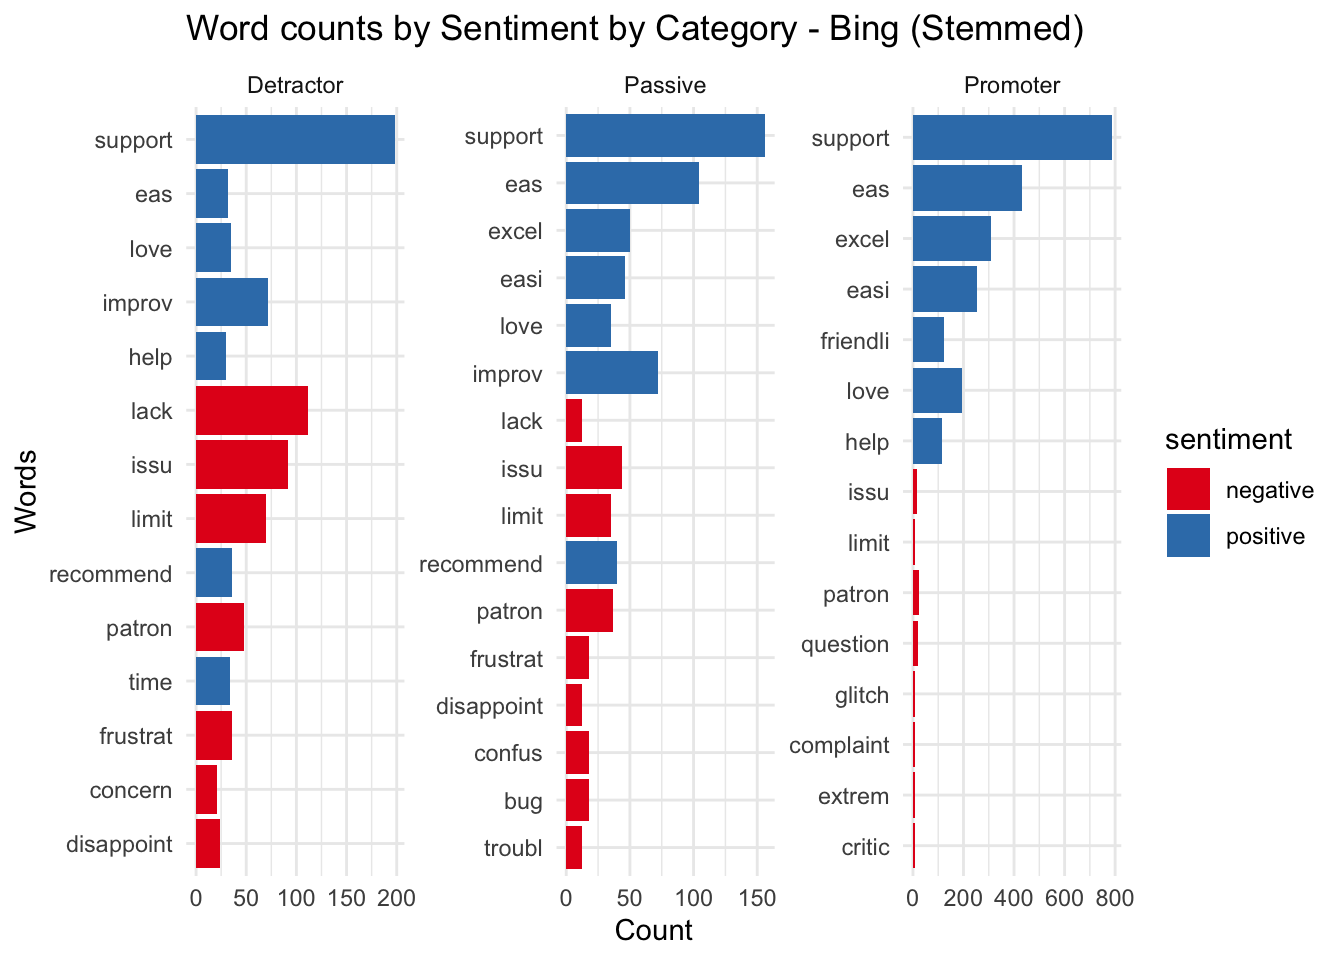 Word counts by Sentiment by Category - Bing (Stemmed)
Detractor
support
eas
love
improv
help
lack
issu
limit
recommend
patron
time
frustrat
concern
disappoint
0 50 100 150 200
Passive
support
eas
excel
easi
love
improv
lack
issu
limit
recommend
patron
frustrat
disappoint
confus
bug
troubl
0 50 100 150
Promoter
support
eas
excel
easi
friendli
love
help
issu
limit
patron
question
glitch
complaint
extrem
critic
0 200 400 600 800
Words
Count
sentiment
negative
positive